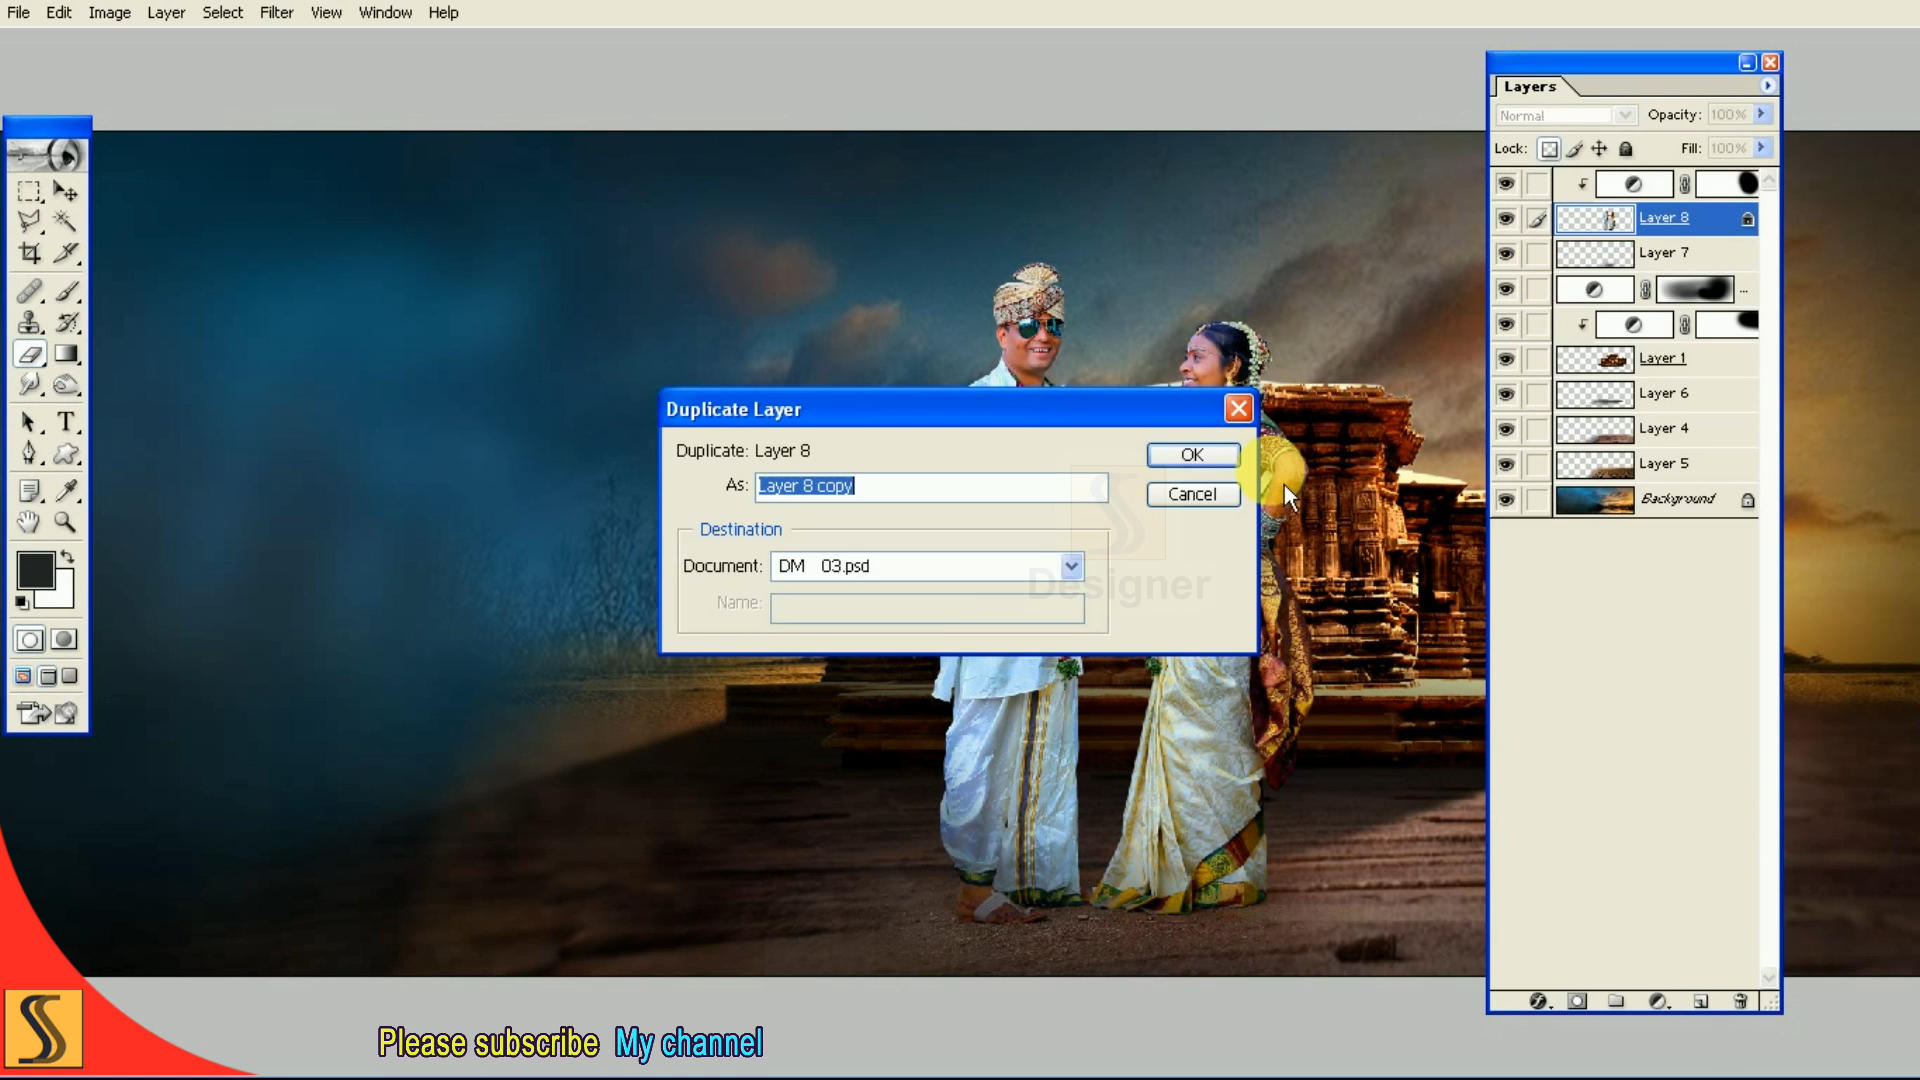 File Edit Image Layer Select Filter View Window Help
Layers
Normal Opacity: 100%
Lock: Fill: 100%
Layer 8
Layer 7
...
Layer 1
Layer 6
Layer 4
Layer 5
Background
Duplicate Layer
Duplicate: Layer 8
OK
As: Layer 8 copy
Cancel
Destination
Document: DM 03.psd
Name:
Designer
Please subscribe My channel